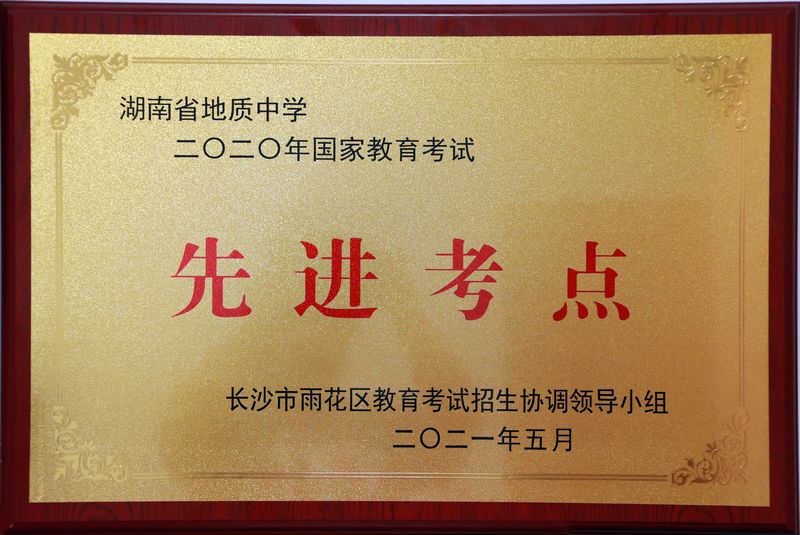 湖南省地质中学
二〇二〇年国家教育考试
先进考点
长沙市雨花区教育考试招生协调领导小组
二〇二一年五月